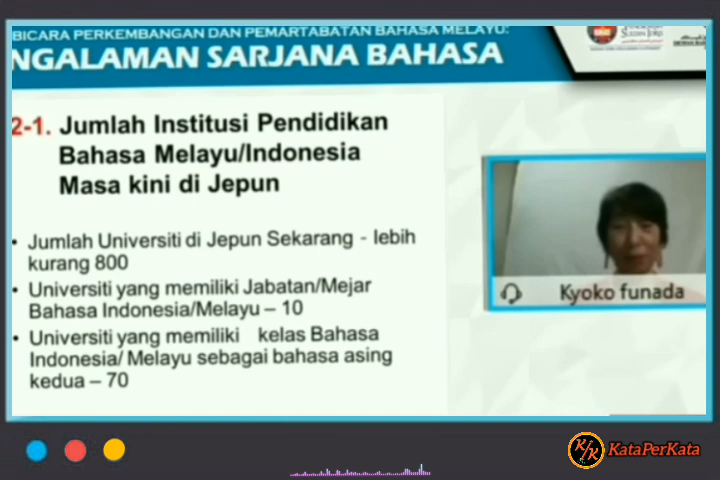 BICARA PERKEMBANGAN DAN PEMARTABATAN BAHASA MELAYU:
NGALAMAN SARJANA BAHASA
SULTAN IDRIS
2-1. Jumlah Institusi Pendidikan
Bahasa Melayu/Indonesia
Masa kini di Jepun
• Jumlah Universiti di Jepun Sekarang - lebih
kurang 800
• Universiti yang memiliki Jabatan/Mejar
Bahasa Indonesia/Melayu – 10
• Universiti yang memiliki kelas Bahasa
Indonesia/ Melayu sebagai bahasa asing
kedua – 70
Kyoko funada
K/K KataPerKata